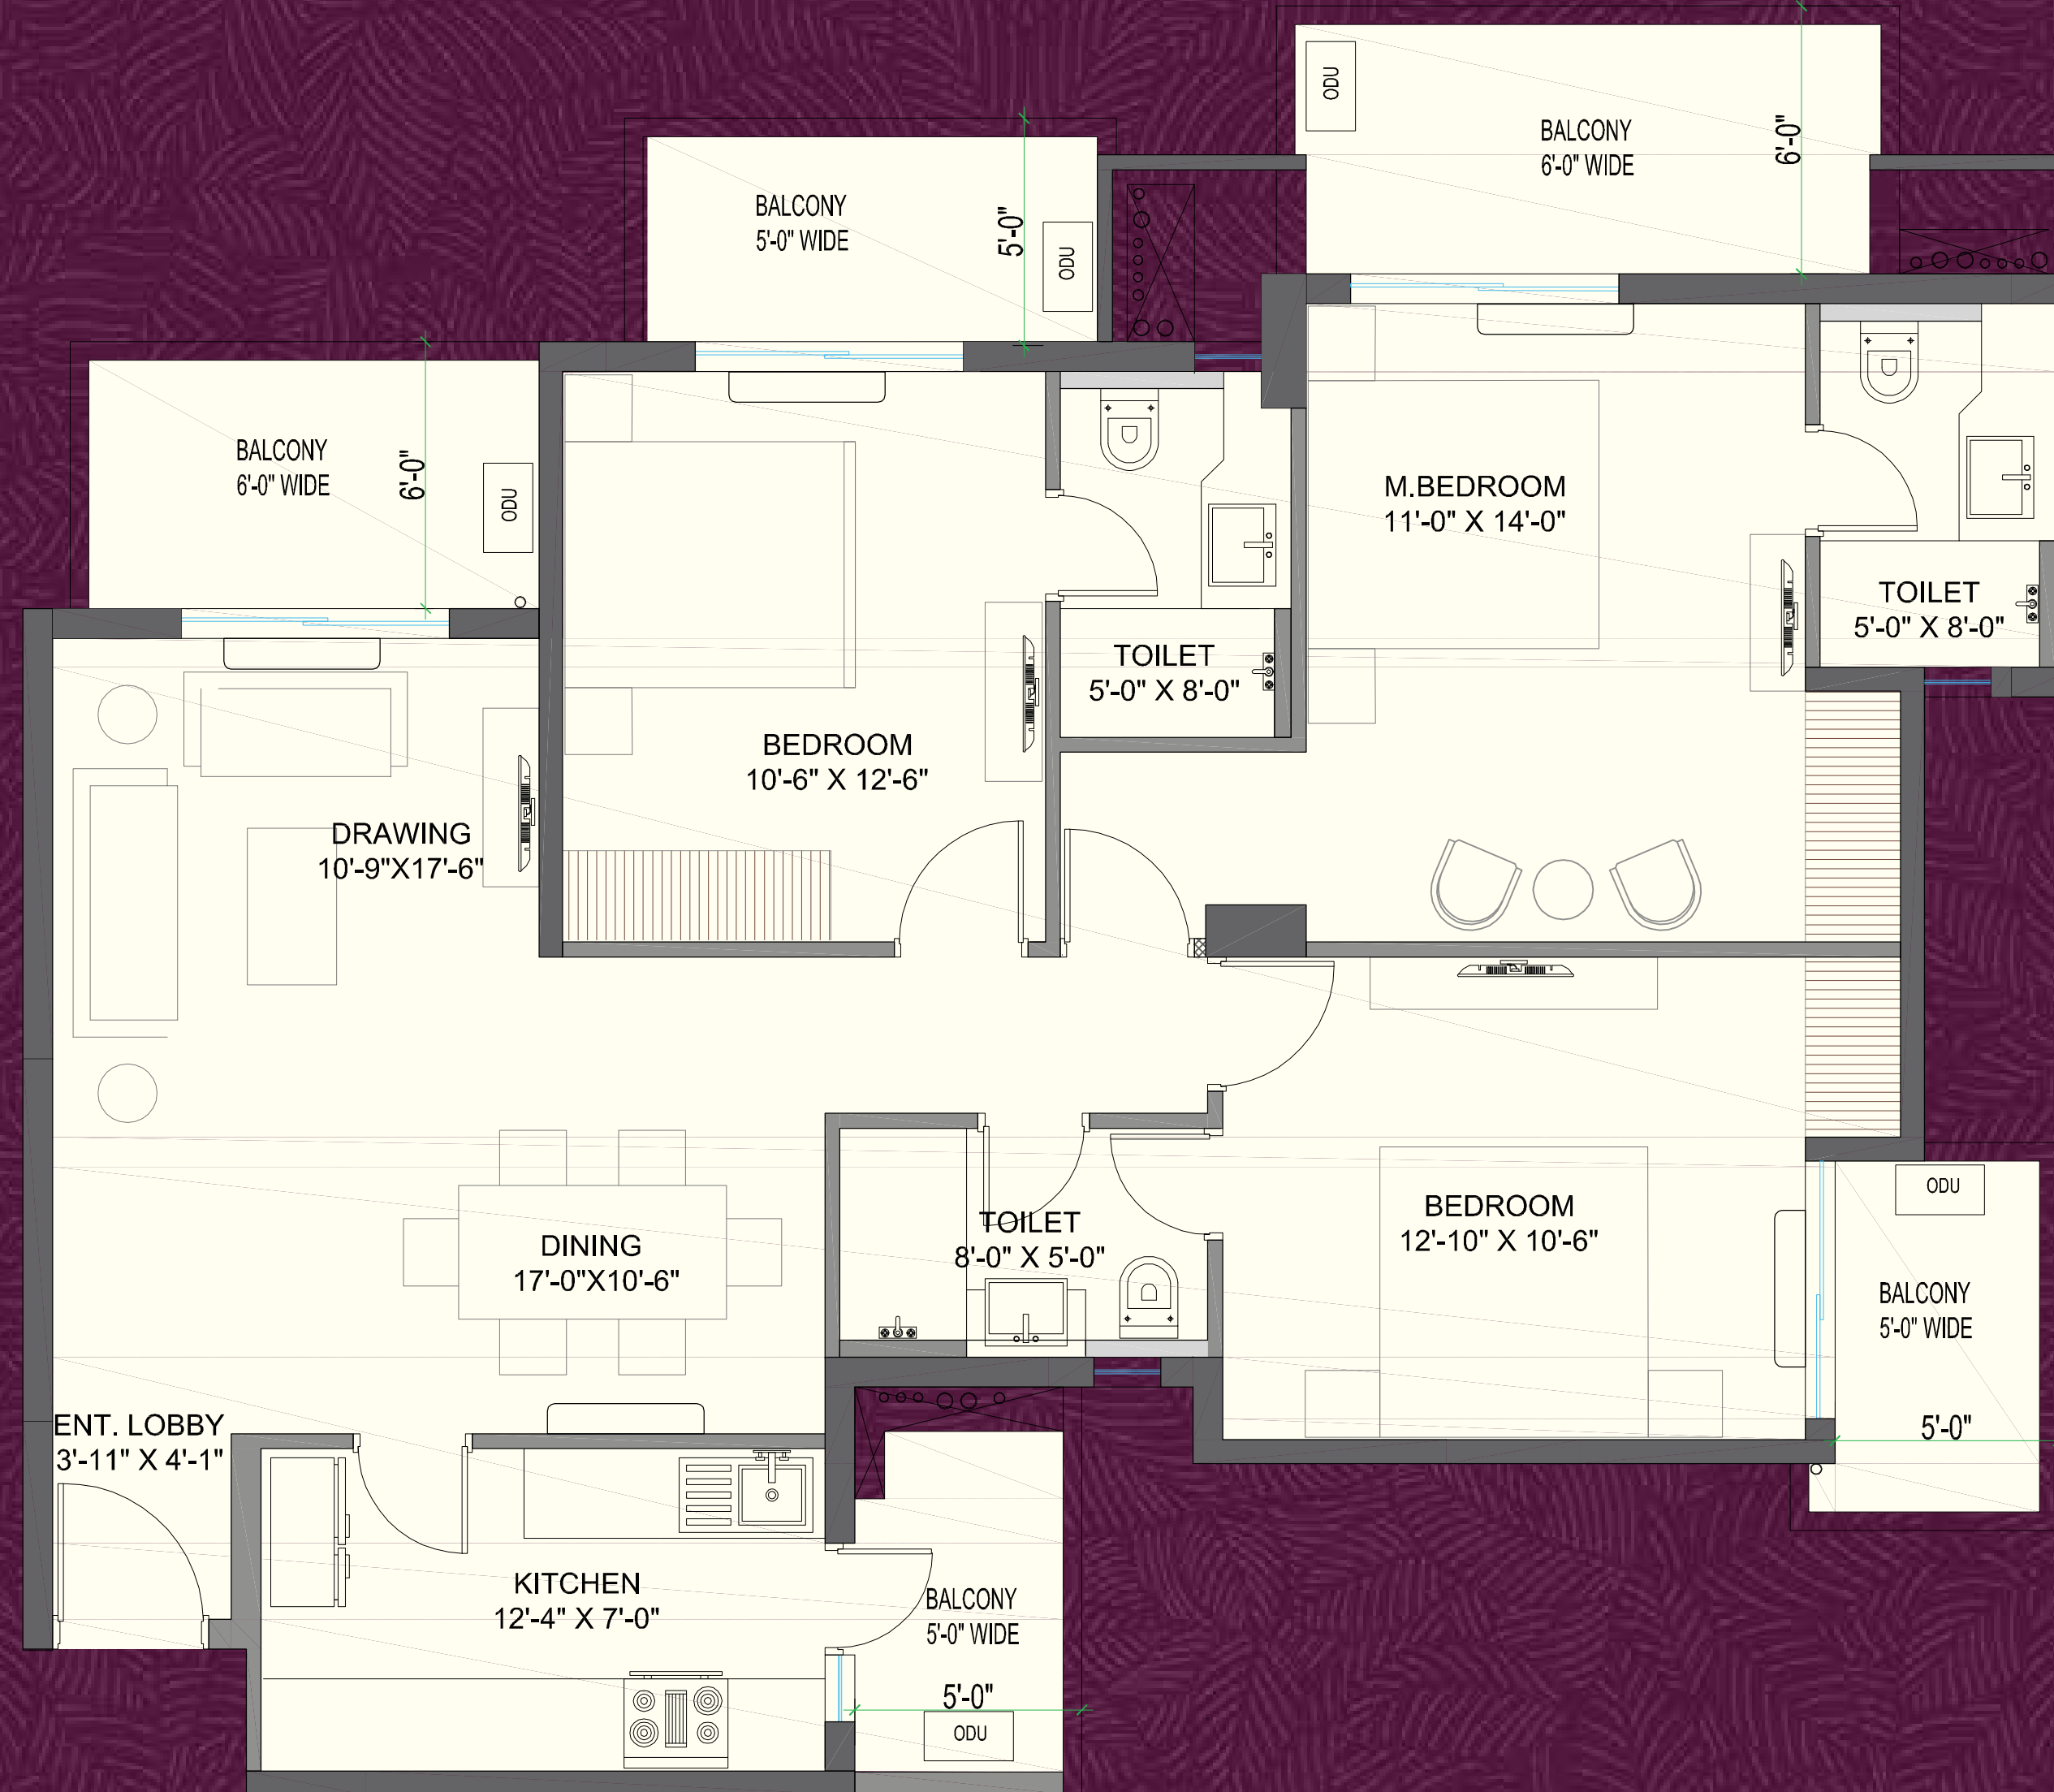 ODU
BALCONY
6'-0" WIDE
6'-0"
BALCONY
5'-0" WIDE
5'-0"
ODU
BALCONY
6'-0" WIDE
6'-0"
ODU
M.BEDROOM
11'-0" X 14'-0"
TOILET
5'-0" X 8'-0"
TOILET
5'-0" X 8'-0"
BEDROOM
10'-6" X 12'-6"
DRAWING
10'-9"X17'-6"
ODU
BALCONY
5'-0" WIDE
5'-0"
BEDROOM
12'-10" X 10'-6"
TOILET
8'-0" X 5'-0"
DINING
17'-0"X10'-6"
ENT. LOBBY
3'-11" X 4'-1"
KITCHEN
12'-4" X 7'-0"
BALCONY
5'-0" WIDE
5'-0"
ODU